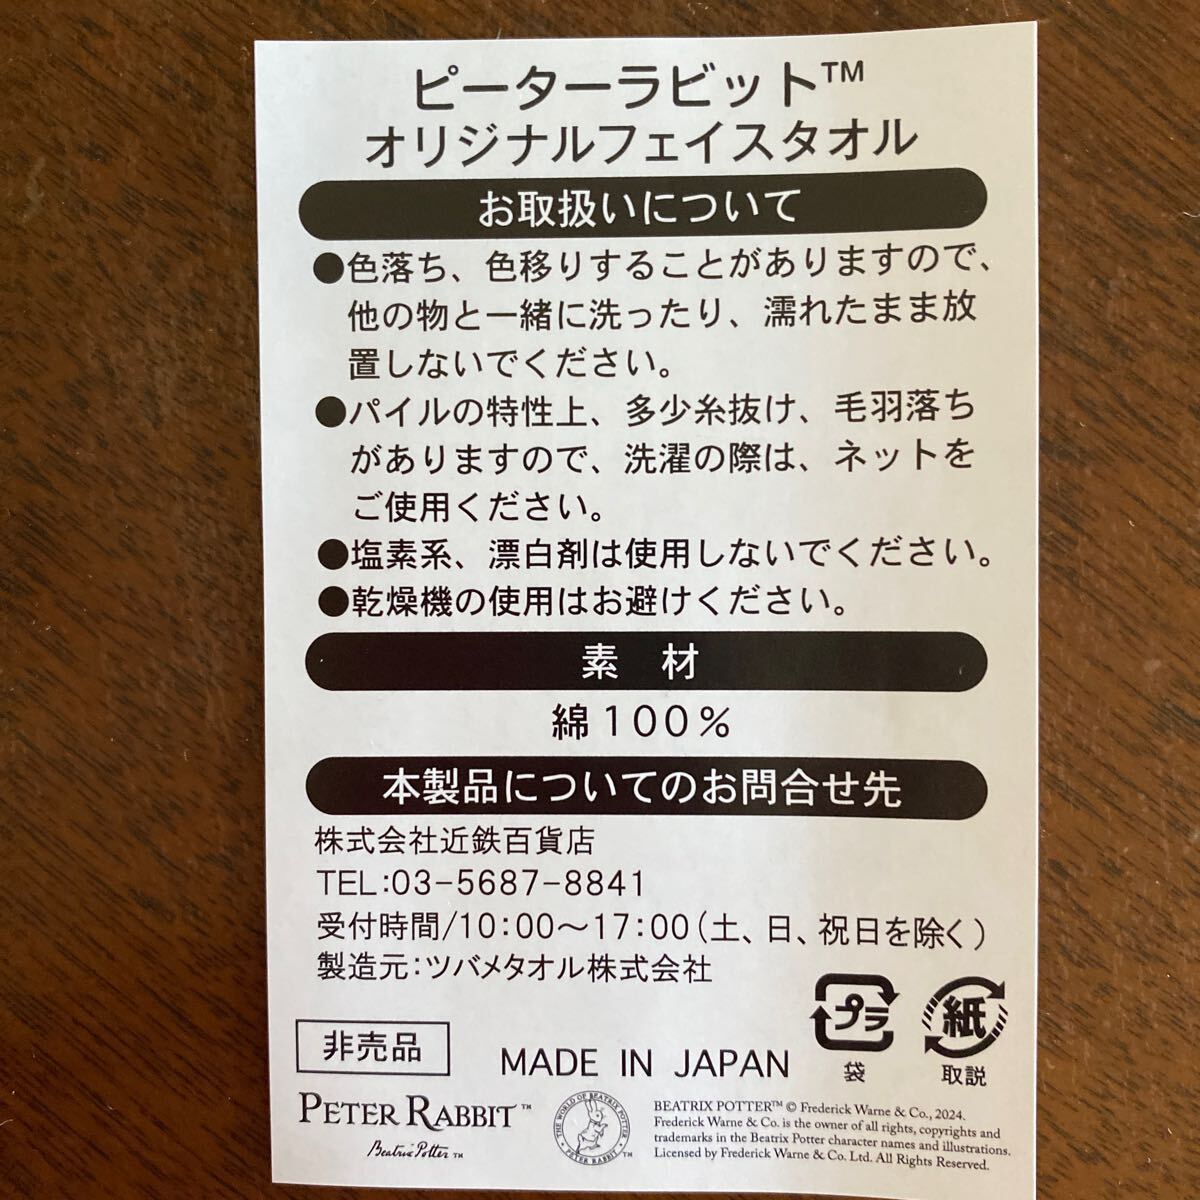 ピーターラビット™
オリジナルフェイスタオル
お取扱いについて
●色落ち、色移りすることがありますので、
他の物と一緒に洗ったり、濡れたまま放
置しないでください。
●パイルの特性上、多少糸抜け、毛羽落ち
がありますので、洗濯の際は、ネットを
ご使用ください。
●塩素系、漂白剤は使用しないでください。
●乾燥機の使用はお避けください。
素 材
綿100%
本製品についてのお問合せ先
株式会社近鉄百貨店
TEL:03-5687-8841
受付時間/10:00～17:00(土、日、祝日を除く)
製造元:ツバメタオル株式会社
プラ
袋
紙
取説
非売品
MADE IN JAPAN
PETER RABBIT™
Beatrix Potter™
THE WORLD OF BEATRIX POTTER
PETER RABBIT
™
BEATRIX POTTER™ © Frederick Warne & Co., 2024.
Frederick Warne & Co. is the owner of all rights, copyrights and
trademarks in the Beatrix Potter character names and illustrations.
Licensed by Frederick Warne & Co. Ltd. All Rights Reserved.